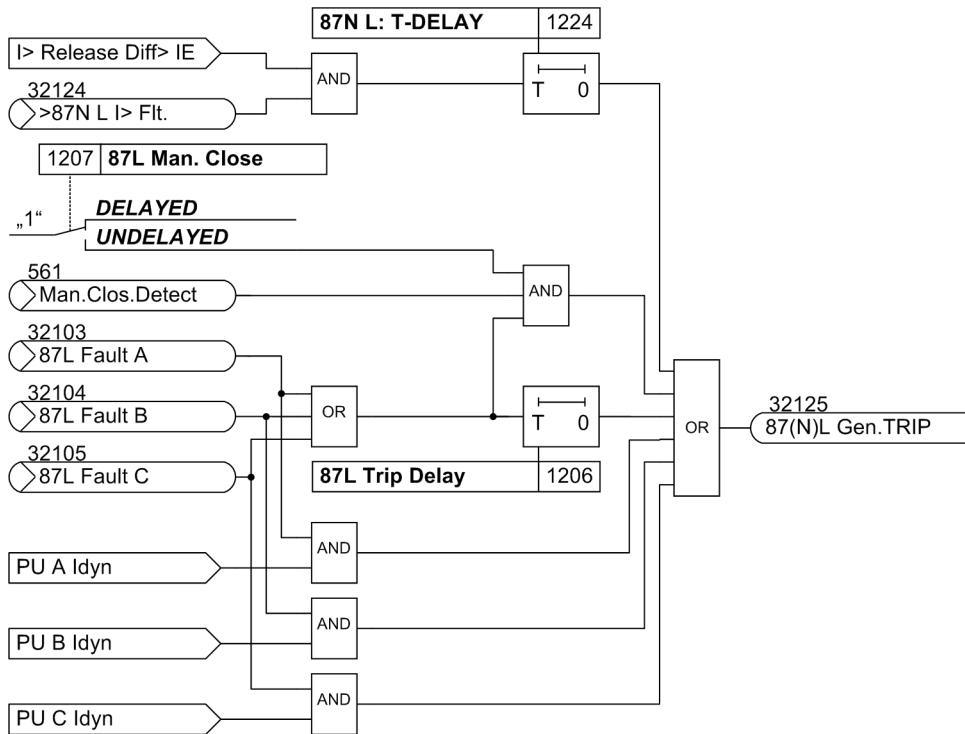 87N L: T-DELAY 1224
I> Release Diff> IE
AND
T 0
32124
>87N L I> Flt.
1207 87L Man. Close
„1“
DELAYED
UNDELAYED
561
Man.Clos.Detect
AND
32103
87L Fault A
32104
87L Fault B
OR
T 0
OR
32125
87(N)L Gen.TRIP
32105
87L Fault C
87L Trip Delay 1206
AND
PU A Idyn
AND
PU B Idyn
AND
PU C Idyn